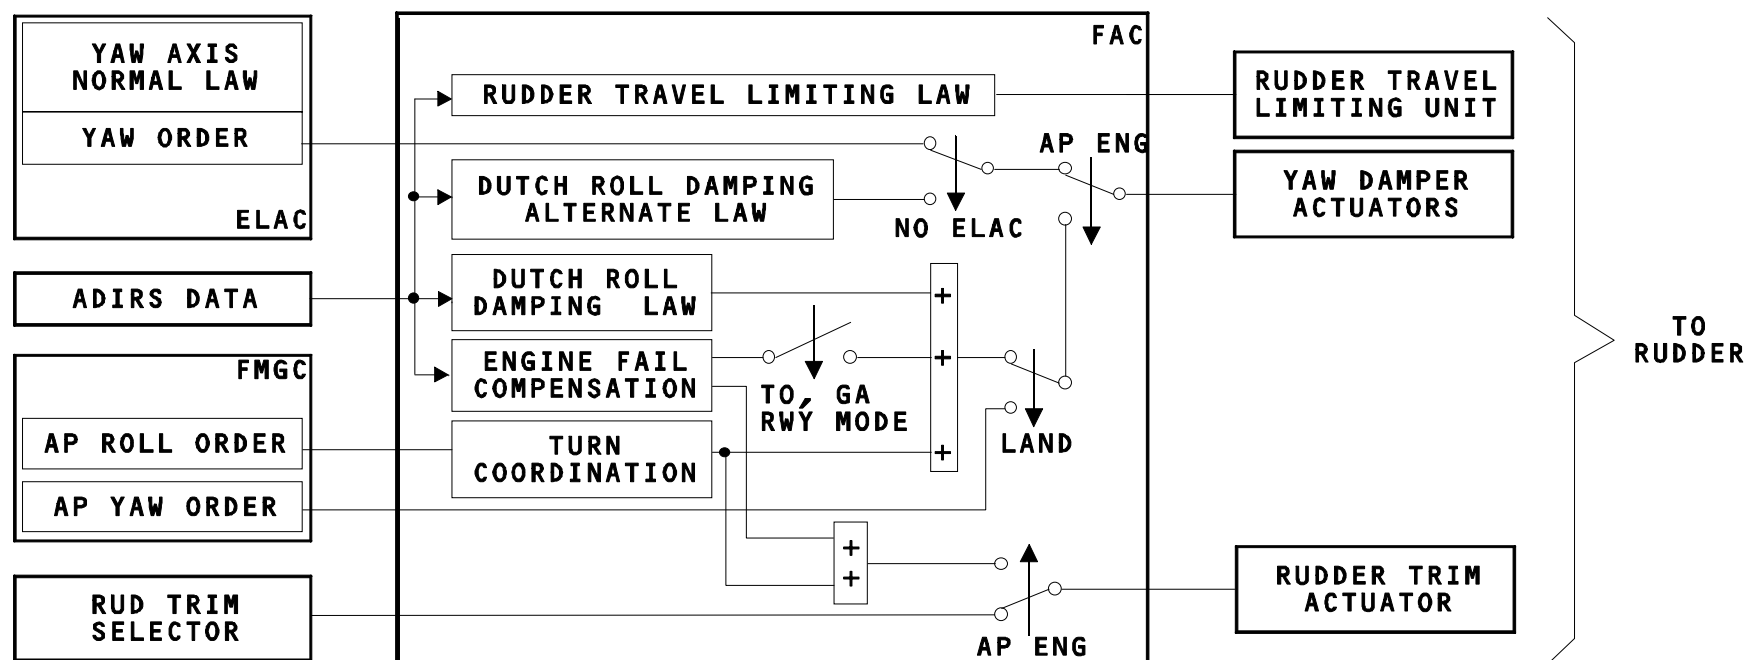 YAW AXIS
NORMAL LAW
YAW ORDER
ELAC
ADIRS DATA
FMGC
AP ROLL ORDER
AP YAW ORDER
RUD TRIM
SELECTOR
FAC
RUDDER TRAVEL LIMITING LAW
DUTCH ROLL DAMPING
ALTERNATE LAW
NO ELAC
AP ENG
DUTCH ROLL
DAMPING LAW
ENGINE FAIL
COMPENSATION
TO, GA
RWY MODE
TURN
COORDINATION
+
+
+
LAND
+
+
AP ENG
RUDDER TRAVEL
LIMITING UNIT
YAW DAMPER
ACTUATORS
RUDDER TRIM
ACTUATOR
TO
RUDDER